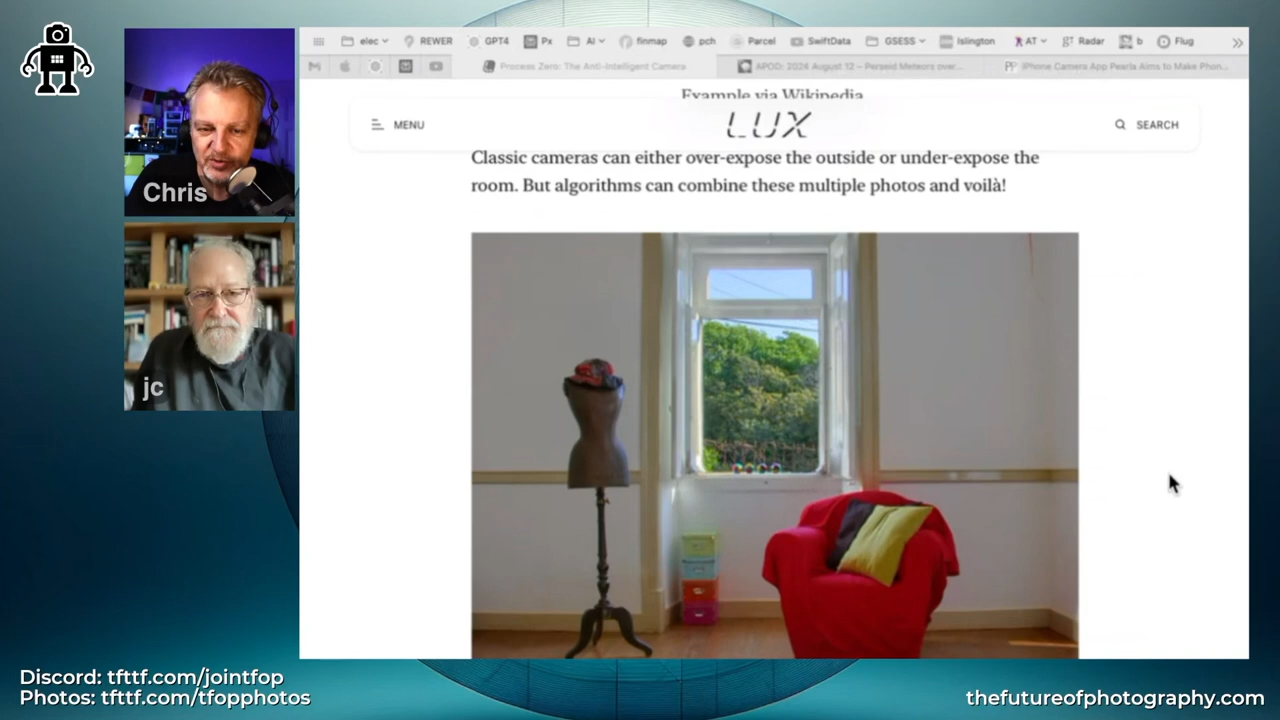 Chris
jc
elec
REWER
GPT4
Px
AI
finmap
pch
Parcel
SwiftData
GSESS
Islington
AT
Radar
b
Flug
Process Zero: The Anti-Intelligent Camera
APOD: 2024 August 12 – Perseid Meteors over...
iPhone Camera App Pearla Aims to Make Phon...
Example via Wikipedia
MENU
LUX
SEARCH
Classic cameras can either over-expose the outside or under-expose the
room. But algorithms can combine these multiple photos and voilà!
Discord: tfttf.com/jointfop
Photos: tfttf.com/tfopphotos
thefutureofphotography.com